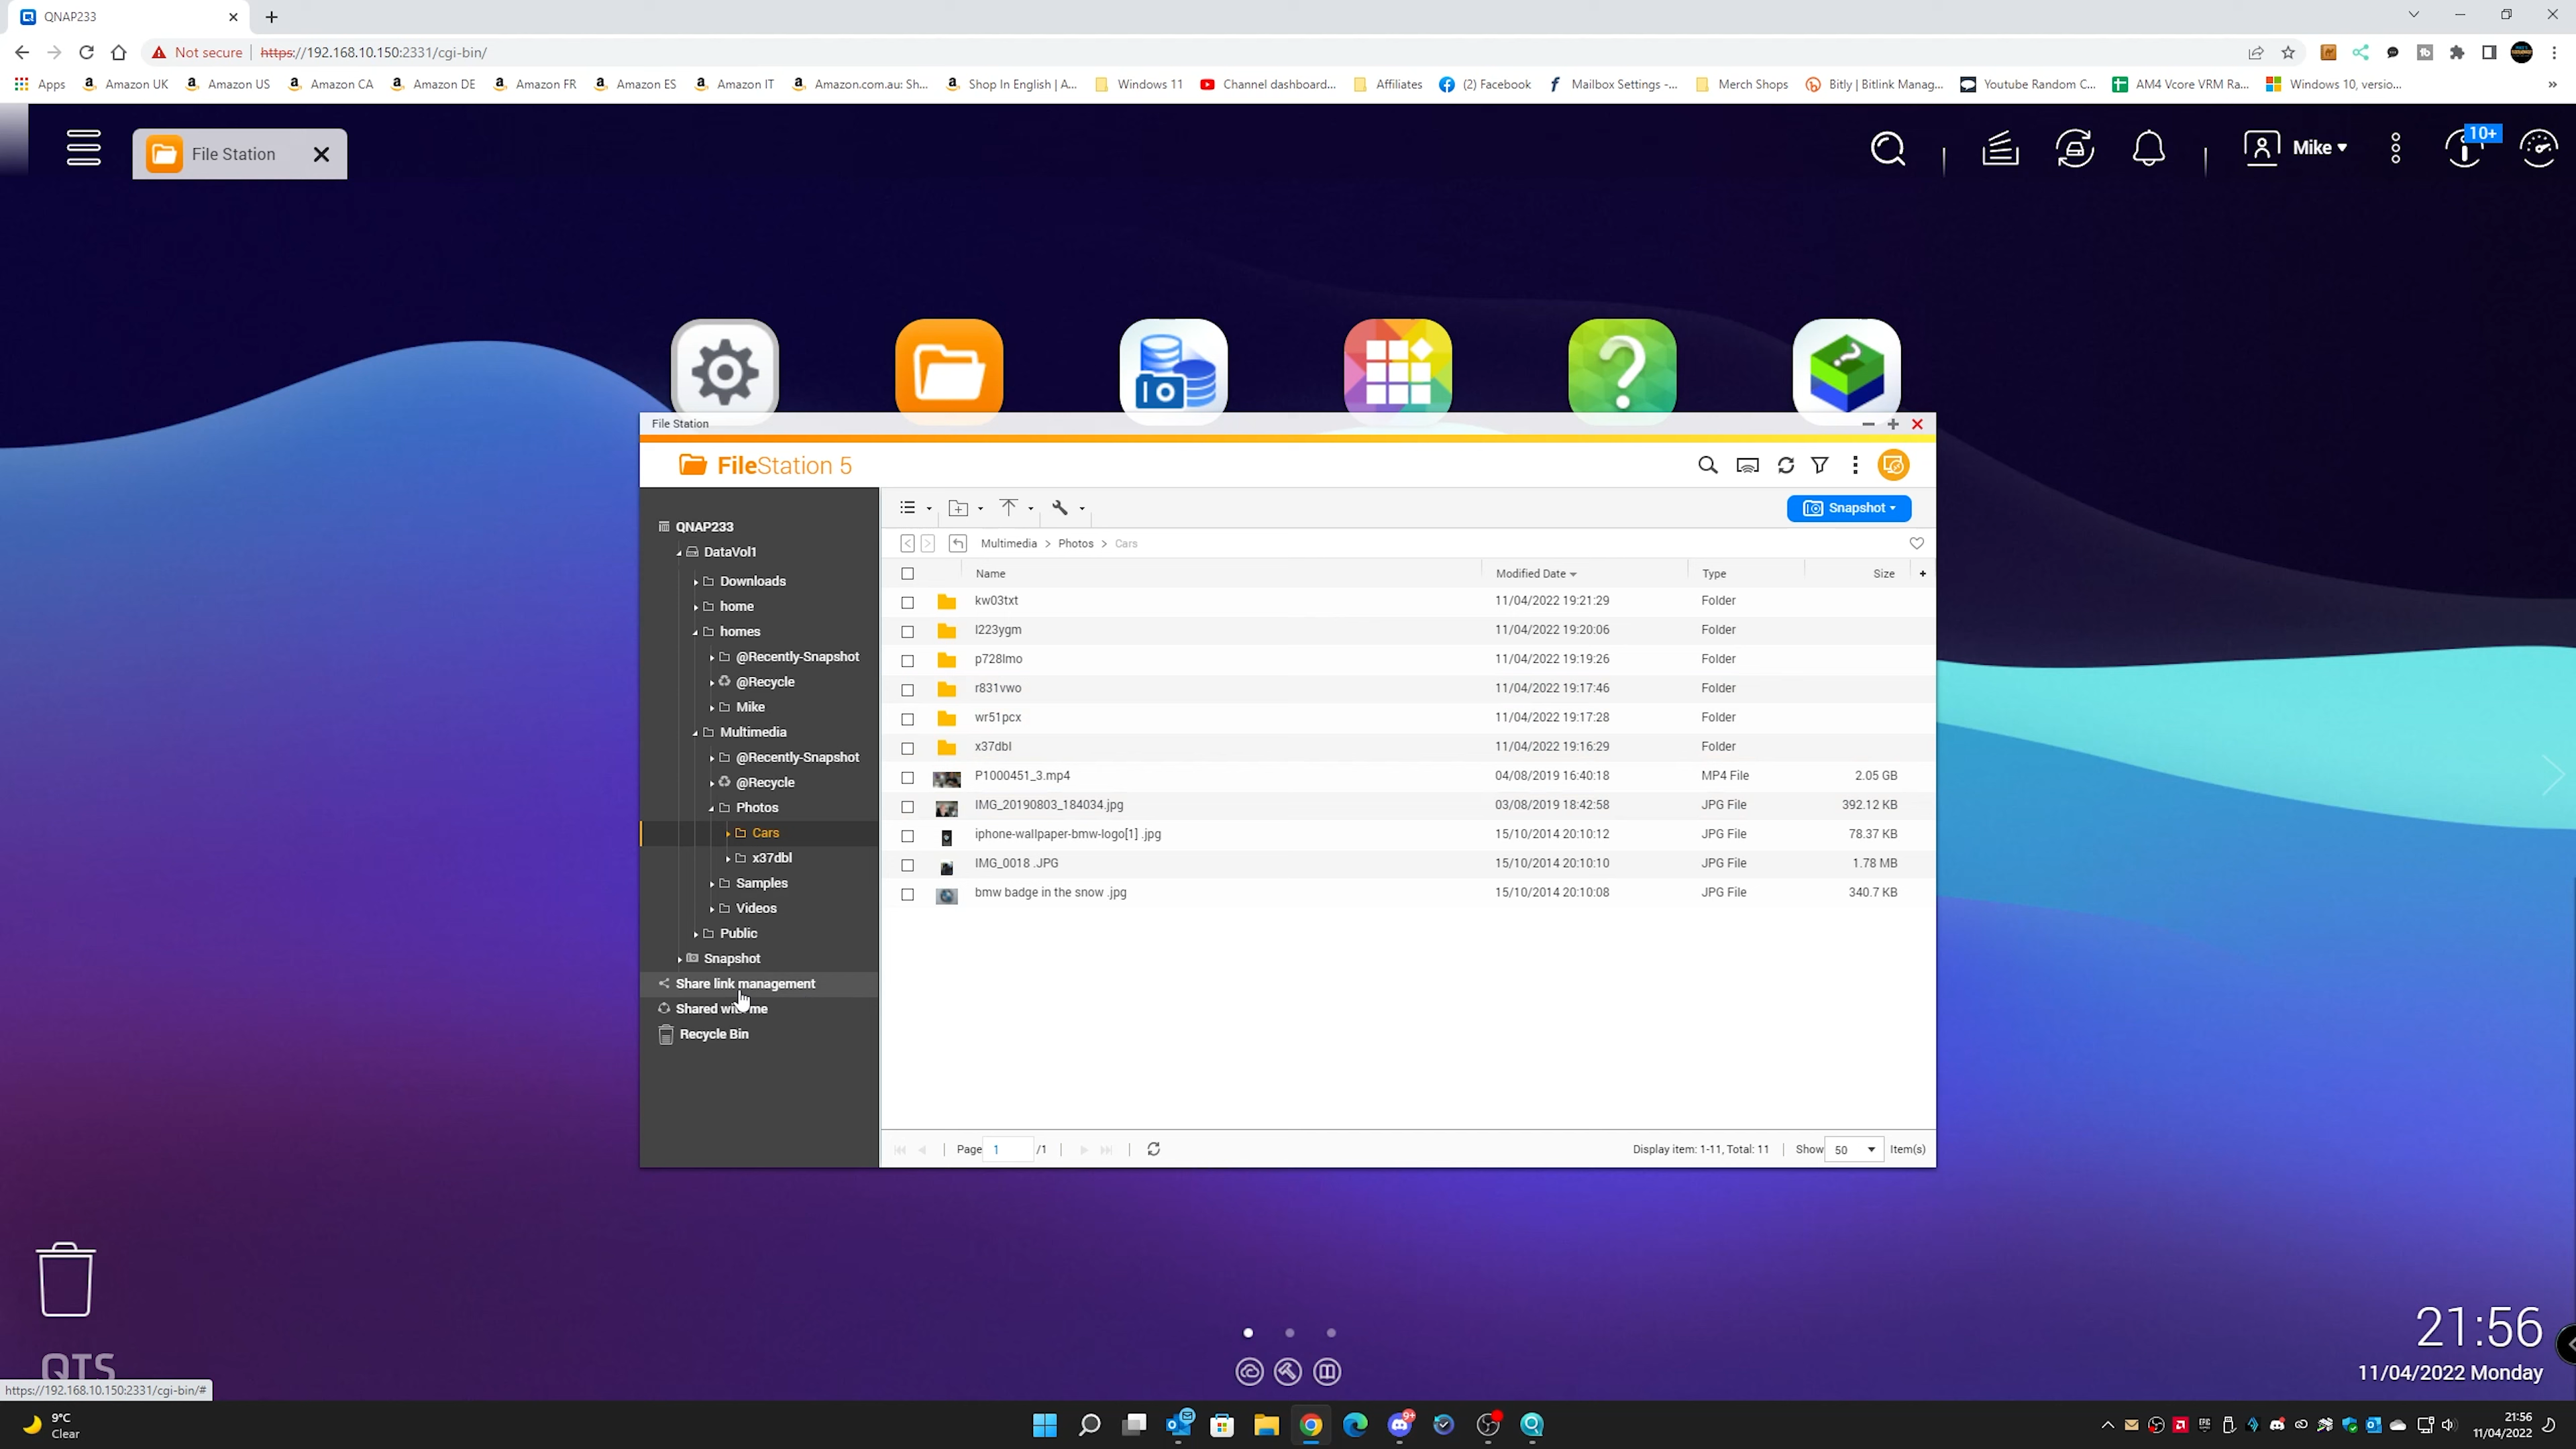 QNAP233
Not secure https://192.168.10.150:2331/cgi-bin/
Apps Amazon UK Amazon US Amazon CA Amazon DE Amazon FR Amazon ES Amazon IT Amazon.com.au: Sh... Shop In English | A... Windows 11 Channel dashboard... Affiliates (2) Facebook Mailbox Settings -... Merch Shops Bitly | Bitlink Manag... Youtube Random C... AM4 Vcore VRM Ra... Windows 10, versio... »
File Station
Mike
10+
File Station
FileStation 5
Snapshot
QNAP233
DataVol1
Downloads
home
homes
@Recently-Snapshot
@Recycle
Mike
Multimedia
@Recently-Snapshot
@Recycle
Photos
Cars
x37dbl
Samples
Videos
Public
Snapshot
Share link management
Shared with me
Recycle Bin
Multimedia > Photos > Cars
Name Modified Date Type Size +
kw03txt 11/04/2022 19:21:29 Folder
l223ygm 11/04/2022 19:20:06 Folder
p728lmo 11/04/2022 19:19:26 Folder
r831vwo 11/04/2022 19:17:46 Folder
wr51pcx 11/04/2022 19:17:28 Folder
x37dbl 11/04/2022 19:16:29 Folder
P1000451_3.mp4 04/08/2019 16:40:18 MP4 File 2.05 GB
IMG_20190803_184034.jpg 03/08/2019 18:42:58 JPG File 392.12 KB
iphone-wallpaper-bmw-logo[1] .jpg 15/10/2014 20:10:12 JPG File 78.37 KB
IMG_0018 .JPG 15/10/2014 20:10:10 JPG File 1.78 MB
bmw badge in the snow .jpg 15/10/2014 20:10:08 JPG File 340.7 KB
Page 1 /1 Display item: 1-11, Total: 11 Show 50 Item(s)
QTS
21:56
11/04/2022 Monday
https://192.168.10.150:2331/cgi-bin/#
9°C
Clear
9+
21:56
11/04/2022